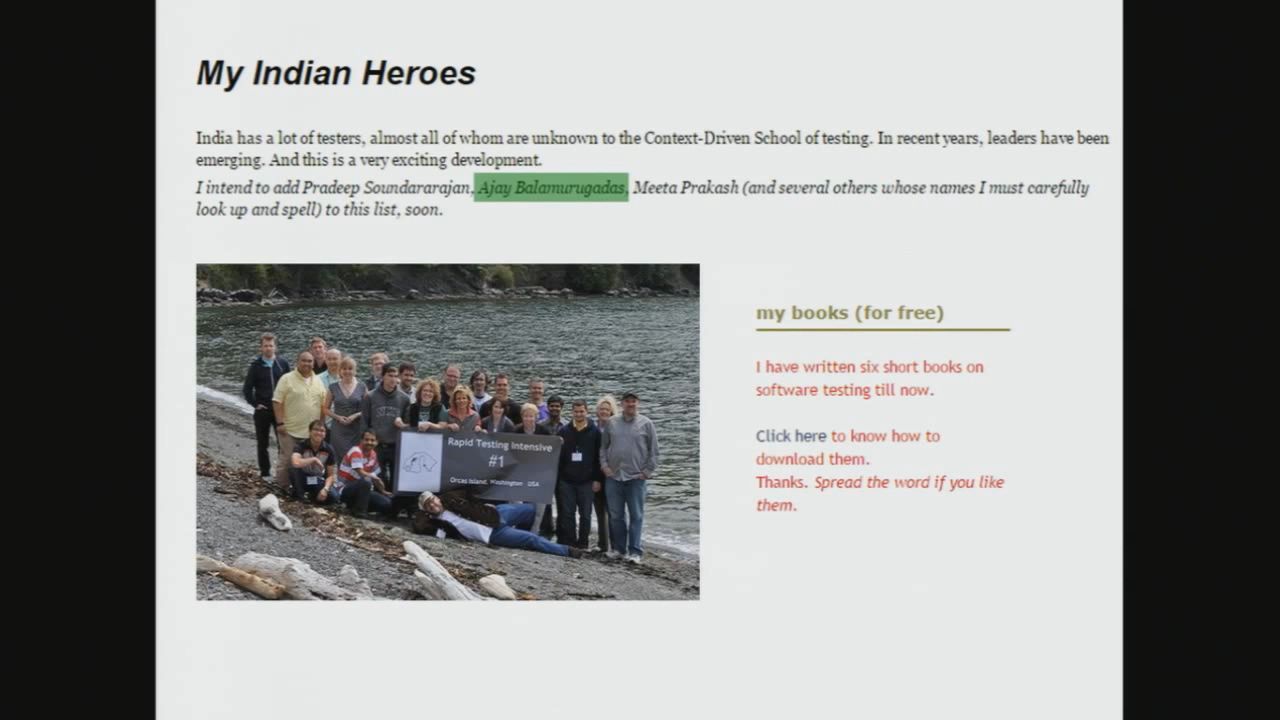 My Indian Heroes
India has a lot of testers, almost all of whom are unknown to the Context-Driven School of testing. In recent years, leaders have been
emerging. And this is a very exciting development.
I intend to add Pradeep Soundararajan, Ajay Balamurugadas, Meeta Prakash (and several others whose names I must carefully
look up and spell) to this list, soon.
Rapid Testing Intensive
#1
Orcas Island, Washington USA
my books (for free)
I have written six short books on
software testing till now.
Click here to know how to
download them.
Thanks. Spread the word if you like
them.